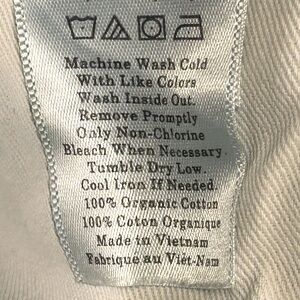 Machine Wash Cold
With Like Colors
Wash Inside Out.
Remove Promptly
Only Non-Chlorine
Bleach When Necessary.
Tumble Dry Low.
Cool Iron If Needed.
100% Organic Cotton
100% Coton Organique
Made in Vietnam
Fabriqué au Viêt-Nam